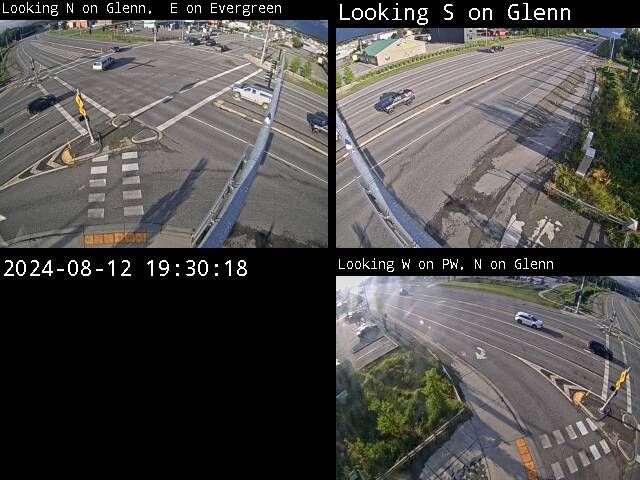 Looking N on Glenn, E on Evergreen
Looking S on Glenn
2024-08-12 19:30:18
Looking W on PW, N on Glenn